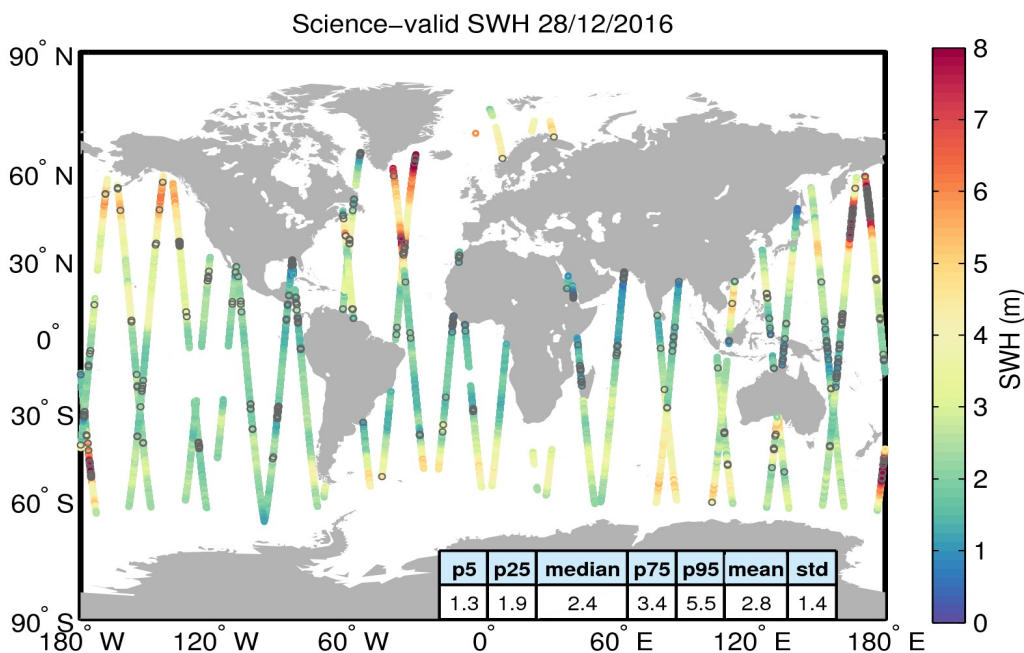 Science−valid SWH 28/12/2016
90° N
60° N
30° N
0°
30° S
60° S
90° S
180° W
120° W
60° W
0°
60° E
120° E
180° E
p5 p25 median p75 p95 mean std
1.3 1.9 2.4 3.4 5.5 2.8 1.4
8
7
6
5
4
3
2
1
0
SWH (m)